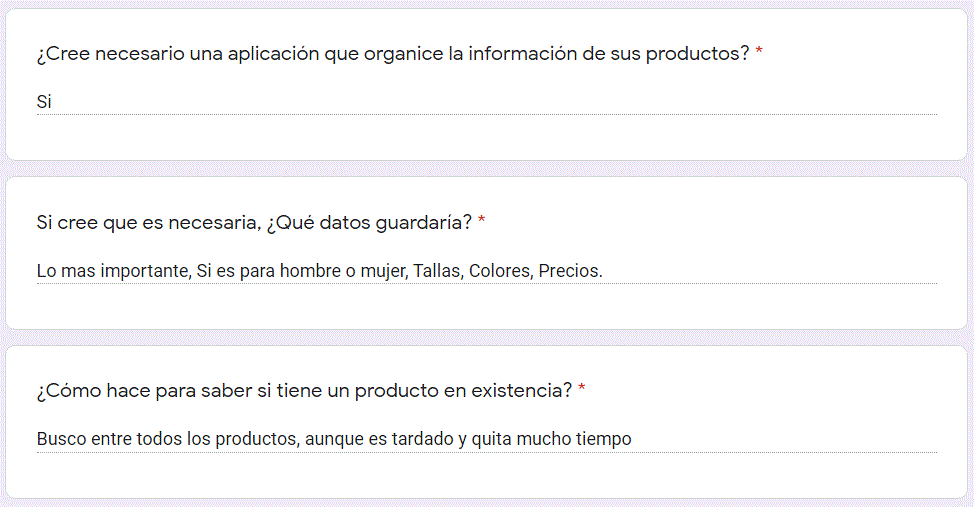 ¿Cree necesario una aplicación que organice la información de sus productos? *
Si
Si cree que es necesaria, ¿Qué datos guardaría? *
Lo mas importante, Si es para hombre o mujer, Tallas, Colores, Precios.
¿Cómo hace para saber si tiene un producto en existencia? *
Busco entre todos los productos, aunque es tardado y quita mucho tiempo